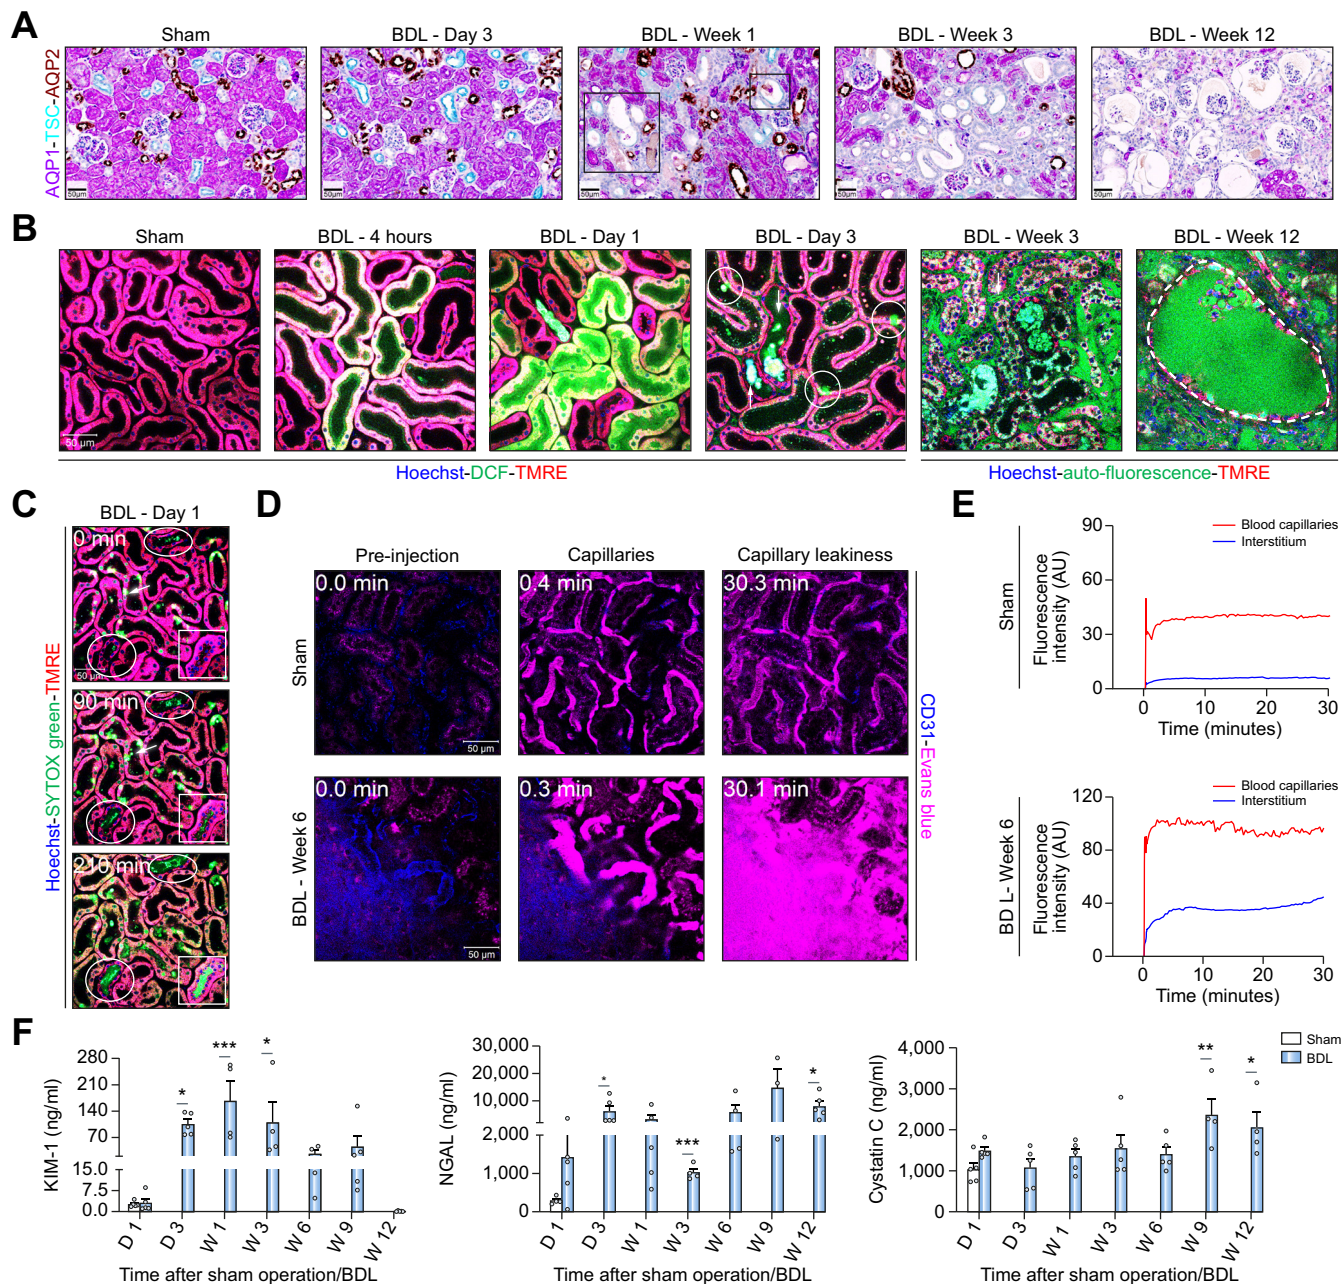 A
Sham
BDL - Day 3
BDL - Week 1
BDL - Week 3
BDL - Week 12
AQP1-TSC-AQP2
50µm
50µm
50µm
50µm
50µm
B
Sham
BDL - 4 hours
BDL - Day 1
BDL - Day 3
BDL - Week 3
BDL - Week 12
50 µm
Hoechst-DCF-TMRE
Hoechst-auto-fluorescence-TMRE
C
BDL - Day 1
Hoechst-SYTOX green-TMRE
0 min
50 µm
90 min
210 min
D
Pre-injection
Capillaries
Capillary leakiness
Sham
0.0 min
0.4 min
30.3 min
50 µm
BDL - Week 6
0.0 min
0.3 min
30.1 min
50 µm
CD31-Evans blue
E
Sham
Fluorescence
intensity (AU)
90
60
30
0
Blood capillaries
Interstitium
0 10 20 30
Time (minutes)
BD L- Week 6
Fluorescence
intensity (AU)
120
80
40
0
Blood capillaries
Interstitium
0 10 20 30
Time (minutes)
F
KIM-1 (ng/ml)
280
210
140
70
15.0
7.5
0.0
*
***
*
D 1 D 3 W 1 W 3 W 6 W 9 W 12
Time after sham operation/BDL
NGAL (ng/ml)
30,000
20,000
10,000
2,000
1,000
0
*
***
*
D 1 D 3 W 1 W 3 W 6 W 9 W 12
Time after sham operation/BDL
Cystatin C (ng/ml)
4,000
3,000
2,000
1,000
0
**
*
D 1 D 3 W 1 W 3 W 6 W 9 W 12
Time after sham operation/BDL
Sham
BDL